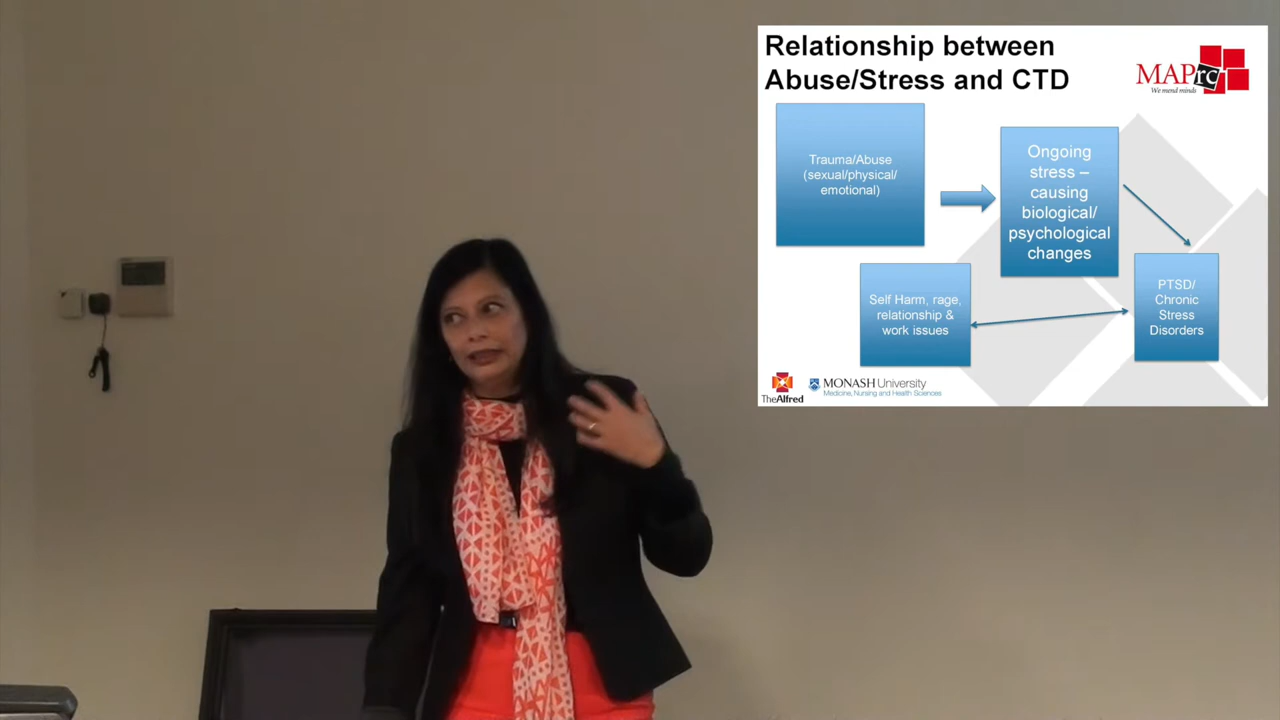 Relationship between
Abuse/Stress and CTD
MAPrc
We mend minds
Trauma/Abuse
(sexual/physical/
emotional)
Ongoing
stress –
causing
biological/
psychological
changes
Self Harm, rage,
relationship &
work issues
PTSD/
Chronic
Stress
Disorders
TheAlfred
MONASH University
Medicine, Nursing and Health Sciences